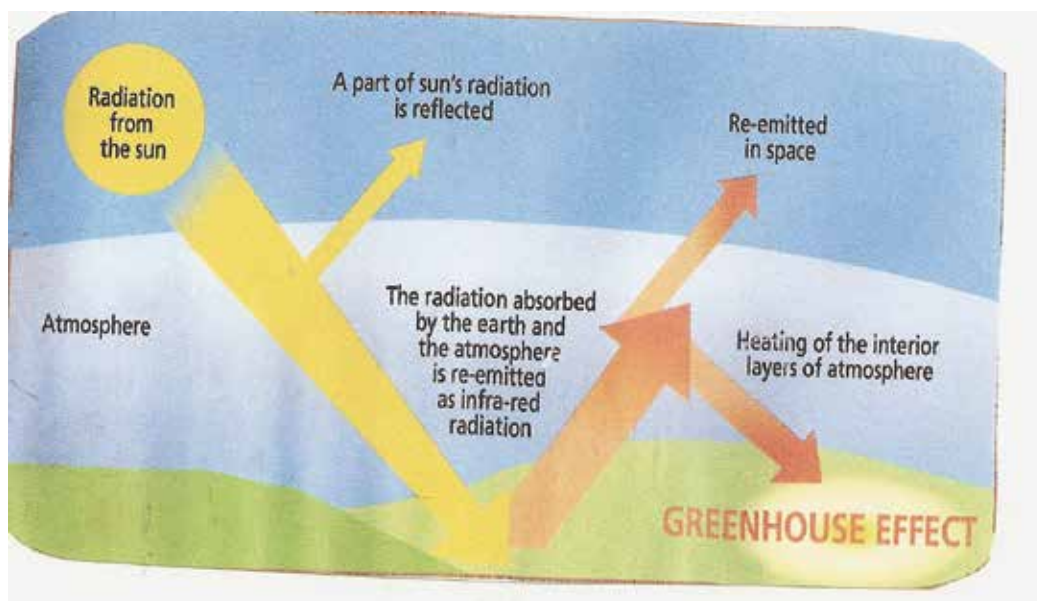 Radiation
from
the sun
A part of sun's radiation
is reflected
Re-emitted
in space
Atmosphere
The radiation absorbed
by the earth and
the atmosphere
is re-emitted
as infra-red
radiation
Heating of the interior
layers of atmosphere
GREENHOUSE EFFECT